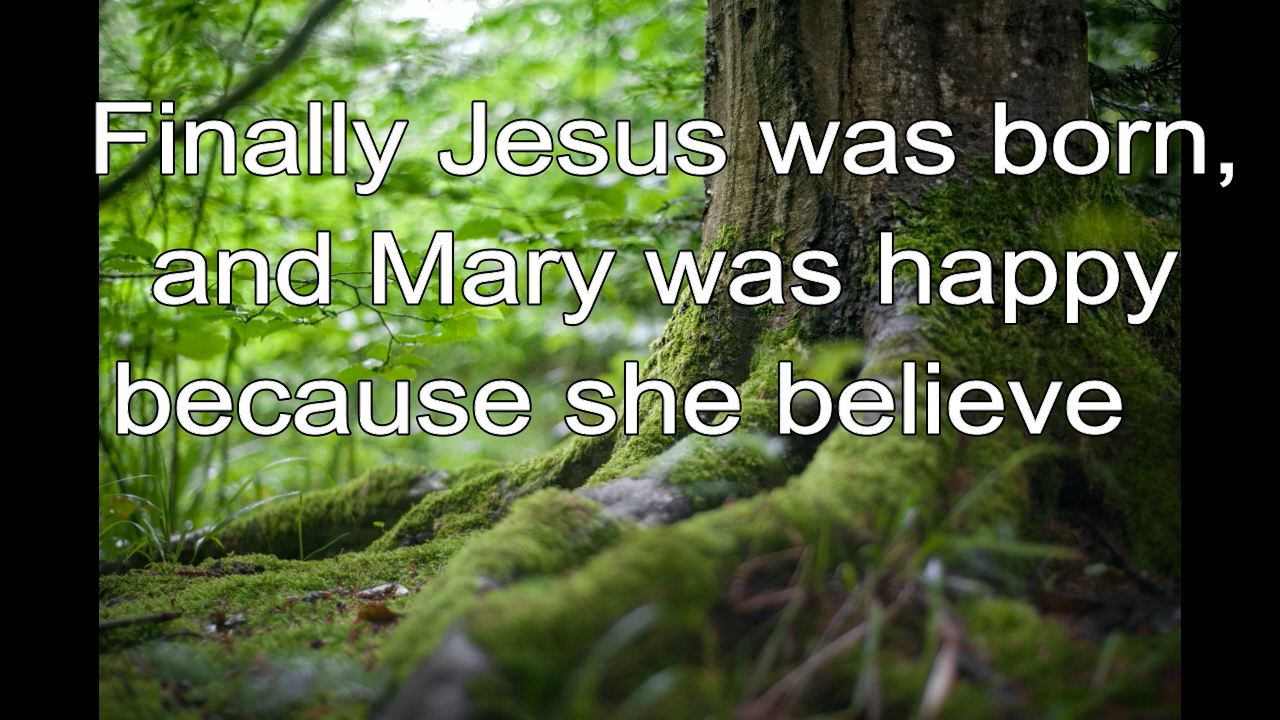 Finally Jesus was born,
and Mary was happy
because she believe